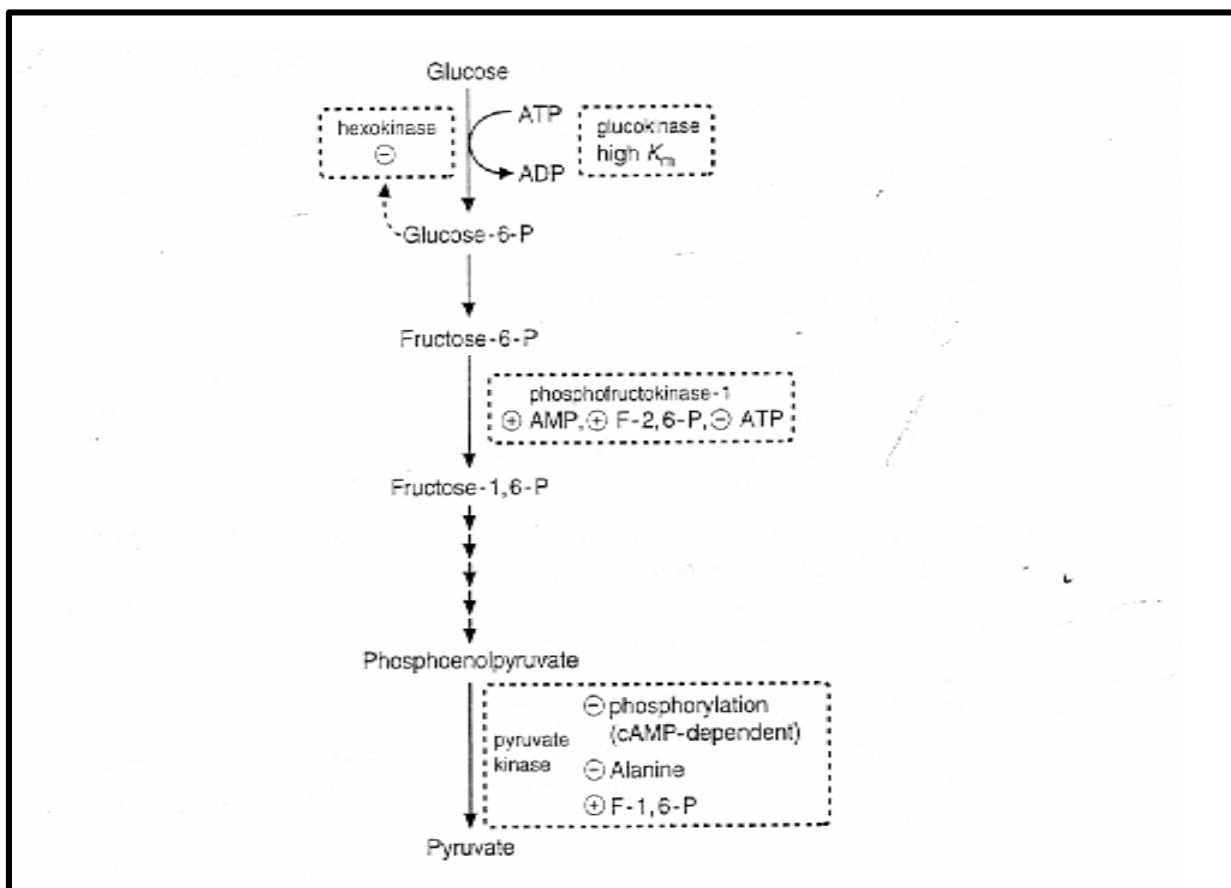 Glucose
hexokinase
⊖
ATP
ADP
glucokinase
high Km
Glucose-6-P
Fructose-6-P
phosphofructokinase-1
⊕ AMP, ⊕ F-2,6-P, ⊖ ATP
Fructose-1,6-P
Phosphoenolpyruvate
pyruvate
kinase
⊖ phosphorylation
(cAMP-dependent)
⊖ Alanine
⊕ F-1,6-P
Pyruvate